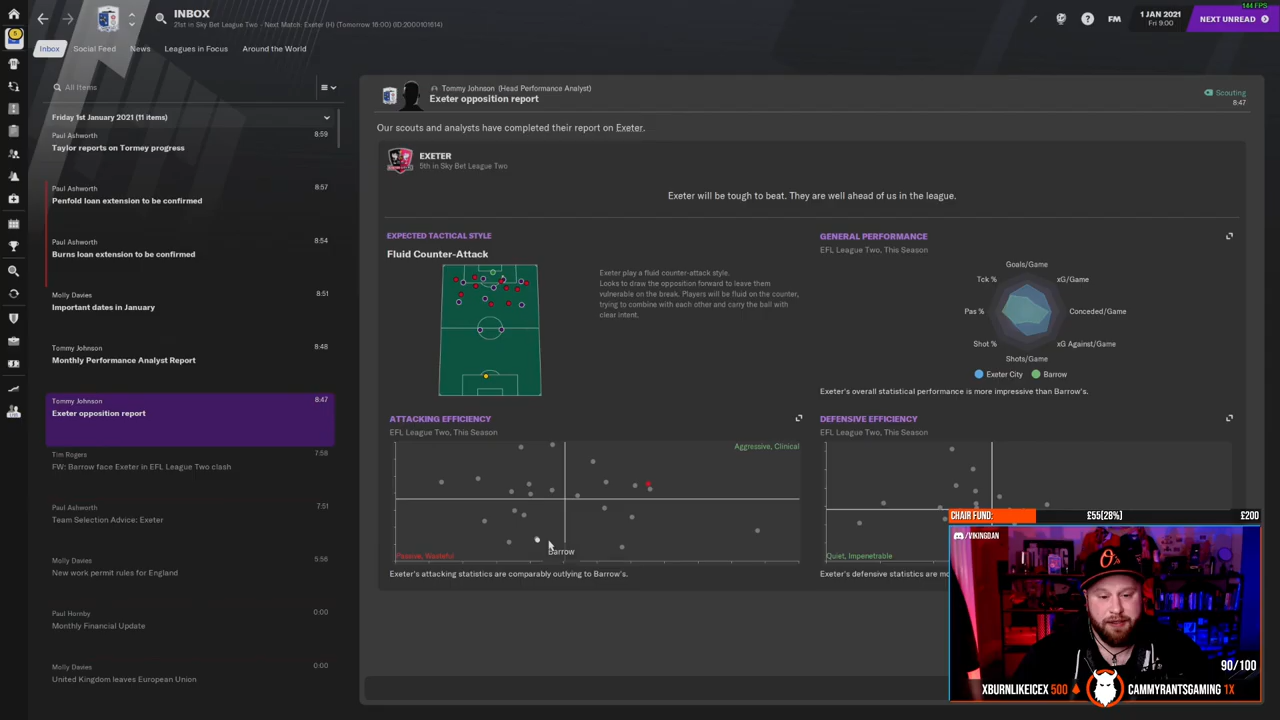 144 FPS
INBOX
21st in Sky Bet League Two - Next Match: Exeter (H) (Tomorrow 15:00) (ID:2000101614)
FM
1 JAN 2021
Fri 9:00
NEXT UNREAD
5
Inbox
Social Feed
News
Leagues in Focus
Around the World
All Items
Friday 1st January 2021 (11 items)
Paul Ashworth
8:59
Taylor reports on Tormey progress
Paul Ashworth
8:57
Penfold loan extension to be confirmed
Paul Ashworth
8:54
Burns loan extension to be confirmed
Molly Davies
8:51
Important dates in January
Tommy Johnson
8:48
Monthly Performance Analyst Report
Tommy Johnson
8:47
Exeter opposition report
Tim Rogers
7:58
FW: Barrow face Exeter in EFL League Two clash
Paul Ashworth
7:51
Team Selection Advice: Exeter
Molly Davies
5:56
New work permit rules for England
Paul Hornby
0:00
Monthly Financial Update
Molly Davies
0:00
United Kingdom leaves European Union
Tommy Johnson (Head Performance Analyst)
Exeter opposition report
Scouting
8:47
Our scouts and analysts have completed their report on Exeter.
EXETER
5th in Sky Bet League Two
Exeter will be tough to beat. They are well ahead of us in the league.
EXPECTED TACTICAL STYLE
Fluid Counter-Attack
Exeter play a fluid counter-attack style.
Looks to draw the opposition forward to leave them
vulnerable on the break. Players will be fluid on the counter,
trying to combine with each other and carry the ball with
clear intent.
GENERAL PERFORMANCE
EFL League Two, This Season
Goals/Game
Tck %
xG/Game
Pas %
Conceded/Game
Shot %
xG Against/Game
Shots/Game
Exeter City
Barrow
Exeter's overall statistical performance is more impressive than Barrow's.
ATTACKING EFFICIENCY
EFL League Two, This Season
Aggressive, Clinical
Passive, Wasteful
Barrow
Exeter's attacking statistics are comparably outlying to Barrow's.
DEFENSIVE EFFICIENCY
EFL League Two, This Season
Quiet, Impenetrable
Exeter's defensive statistics are mo
CHAIR FUND:
£55(28%)
£200
/VIKINGDAN
90/100
XBURNLIKEICEX 500
CAMMYRANTSGAMING 1X